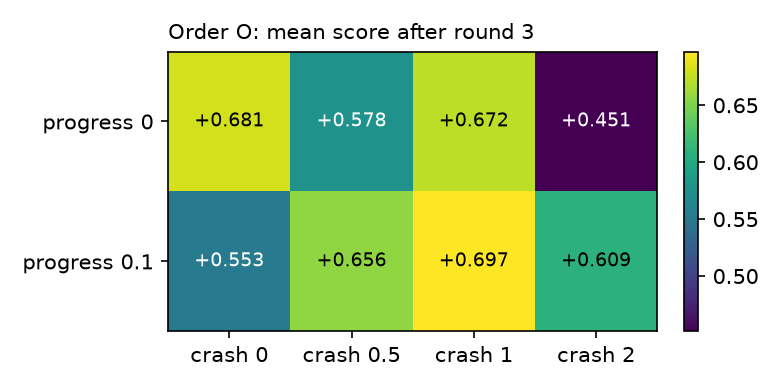 Order O: mean score after round 3
progress 0
+0.681 +0.578 +0.672 +0.451
progress 0.1
+0.553 +0.656 +0.697 +0.609
crash 0 crash 0.5 crash 1 crash 2
0.65
0.60
0.55
0.50